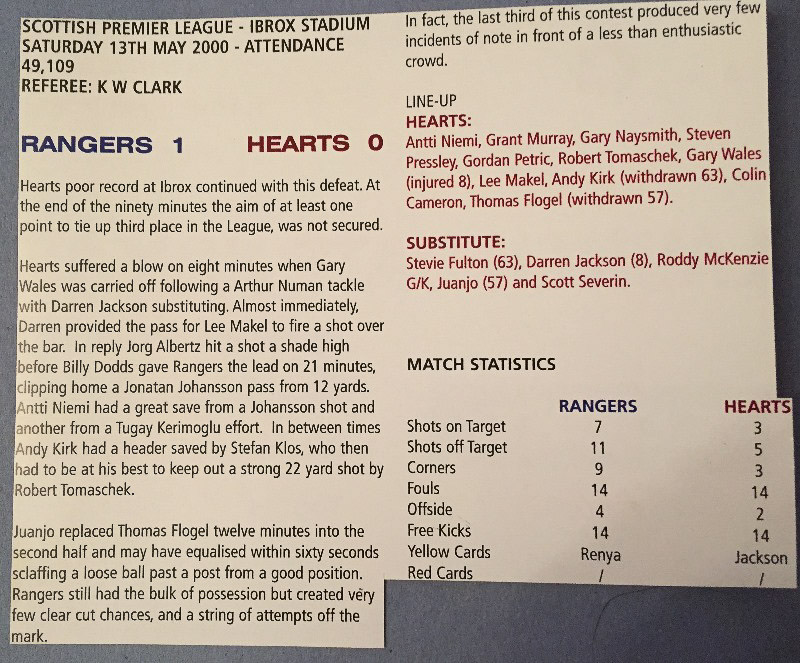 SCOTTISH PREMIER LEAGUE - IBROX STADIUM
SATURDAY 13TH MAY 2000 - ATTENDANCE
49,109
REFEREE: K W CLARK
RANGERS 1 HEARTS 0
Hearts poor record at Ibrox continued with this defeat. At
the end of the ninety minutes the aim of at least one
point to tie up third place in the League, was not secured.
Hearts suffered a blow on eight minutes when Gary
Wales was carried off following a Arthur Numan tackle
with Darren Jackson substituting. Almost immediately,
Darren provided the pass for Lee Makel to fire a shot over
the bar. In reply Jorg Albertz hit a shot a shade high
before Billy Dodds gave Rangers the lead on 21 minutes,
clipping home a Jonatan Johansson pass from 12 yards.
Antti Niemi had a great save from a Johansson shot and
another from a Tugay Kerimoglu effort. In between times
Andy Kirk had a header saved by Stefan Klos, who then
had to be at his best to keep out a strong 22 yard shot by
Robert Tomaschek.
Juanjo replaced Thomas Flogel twelve minutes into the
second half and may have equalised within sixty seconds
sclaffing a loose ball past a post from a good position.
Rangers still had the bulk of possession but created very
few clear cut chances, and a string of attempts off the
mark.
In fact, the last third of this contest produced very few
incidents of note in front of a less than enthusiastic
crowd.
LINE-UP
HEARTS:
Antti Niemi, Grant Murray, Gary Naysmith, Steven
Pressley, Gordan Petric, Robert Tomaschek, Gary Wales
(injured 8), Lee Makel, Andy Kirk (withdrawn 63), Colin
Cameron, Thomas Flogel (withdrawn 57).
SUBSTITUTE:
Stevie Fulton (63), Darren Jackson (8), Roddy McKenzie
G/K, Juanjo (57) and Scott Severin.
MATCH STATISTICS
RANGERS HEARTS
Shots on Target 7 3
Shots off Target 11 5
Corners 9 3
Fouls 14 14
Offside 4 2
Free Kicks 14 14
Yellow Cards Renya Jackson
Red Cards / /